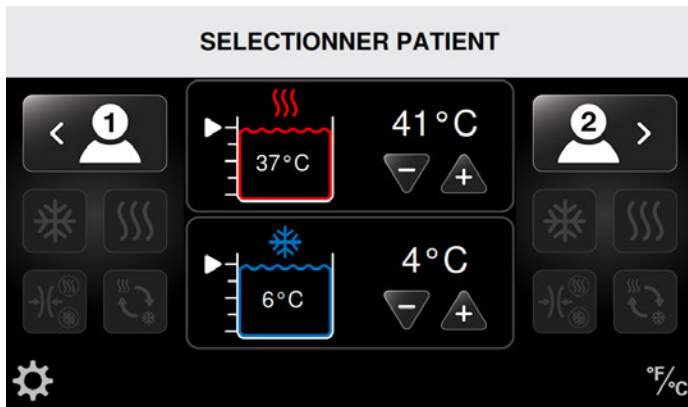 SELECTIONNER PATIENT
< 1
41°C
2 >
37°C
4°C
6°C
°F/°C